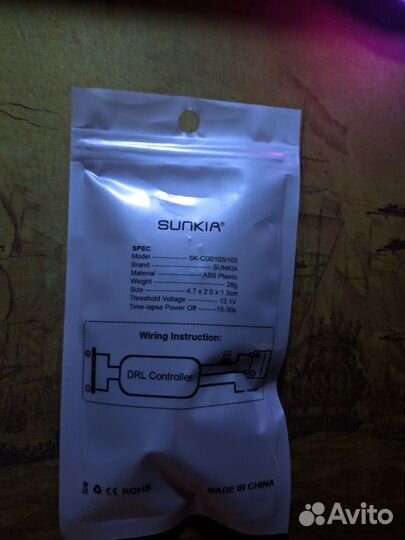 SUNKIA®
SPEC
Model SK-CD0103/105
Brand SUNKIA
Material ABS Plastic
Weight 28g
Size 4.7 x 2.0 x 1.3cm
Threshold Voltage 13.1V
Time-lapse Power Off 15-30s
Wiring Instruction:
DRL Controller
CE ROHS
MADE IN CHINA
Avito